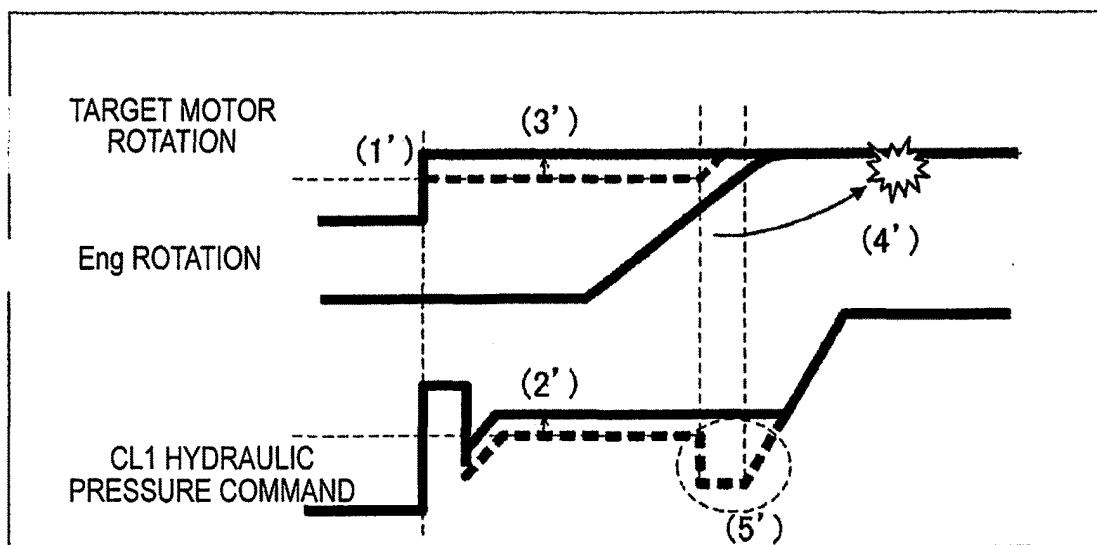 TARGET MOTOR
ROTATION
(1')
(3')
(4')
Eng ROTATION
(2')
CL1 HYDRAULIC
PRESSURE COMMAND
(5')